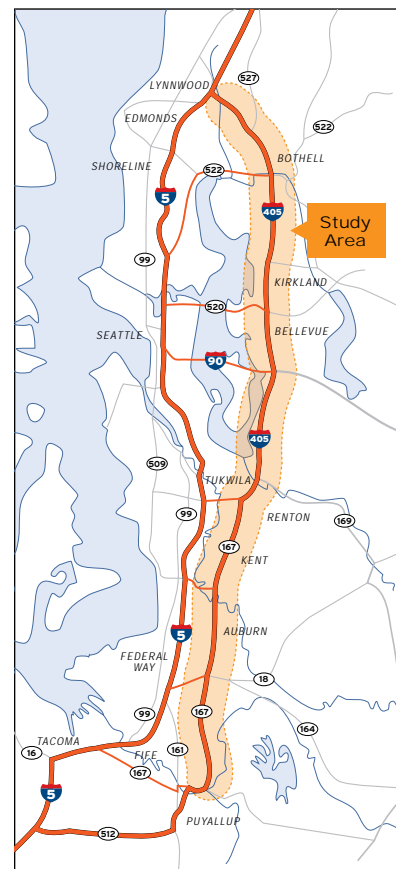 527
LYNNWOOD
EDMONDS
522
BOTHELL
SHORELINE
522
5
405
Study
Area
99
KIRKLAND
520
BELLEVUE
SEATTLE
90
405
509
TUKWILA
99
RENTON
169
167
KENT
5
AUBURN
FEDERAL
WAY
18
99
167
164
TACOMA
16
FIFE
161
167
5
PUYALLUP
512